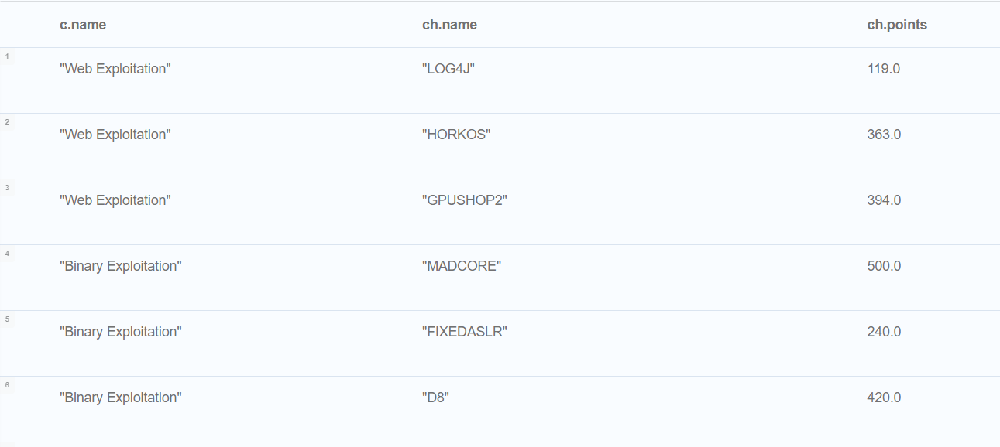 c.name ch.name ch.points
1 "Web Exploitation" "LOG4J" 119.0
2 "Web Exploitation" "HORKOS" 363.0
3 "Web Exploitation" "GPUSHOP2" 394.0
4 "Binary Exploitation" "MADCORE" 500.0
5 "Binary Exploitation" "FIXEDASLR" 240.0
6 "Binary Exploitation" "D8" 420.0